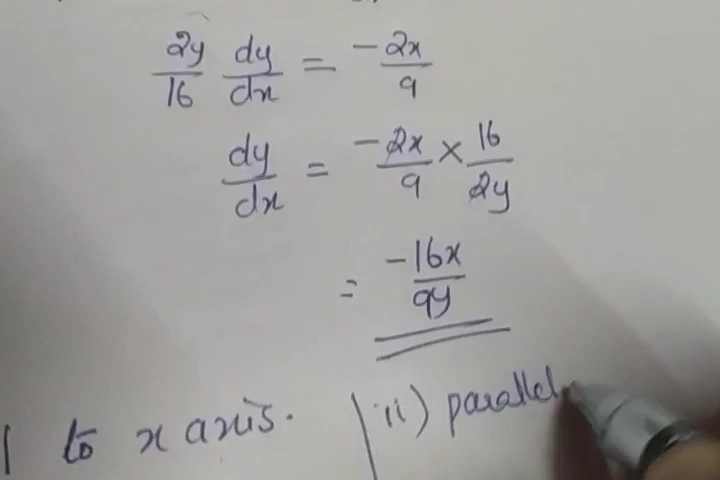 2y/16 dy/dx = -2x/9
dy/dx = -2x/9 × 16/2y
= -16x/9y
to x axis. ii) parallel